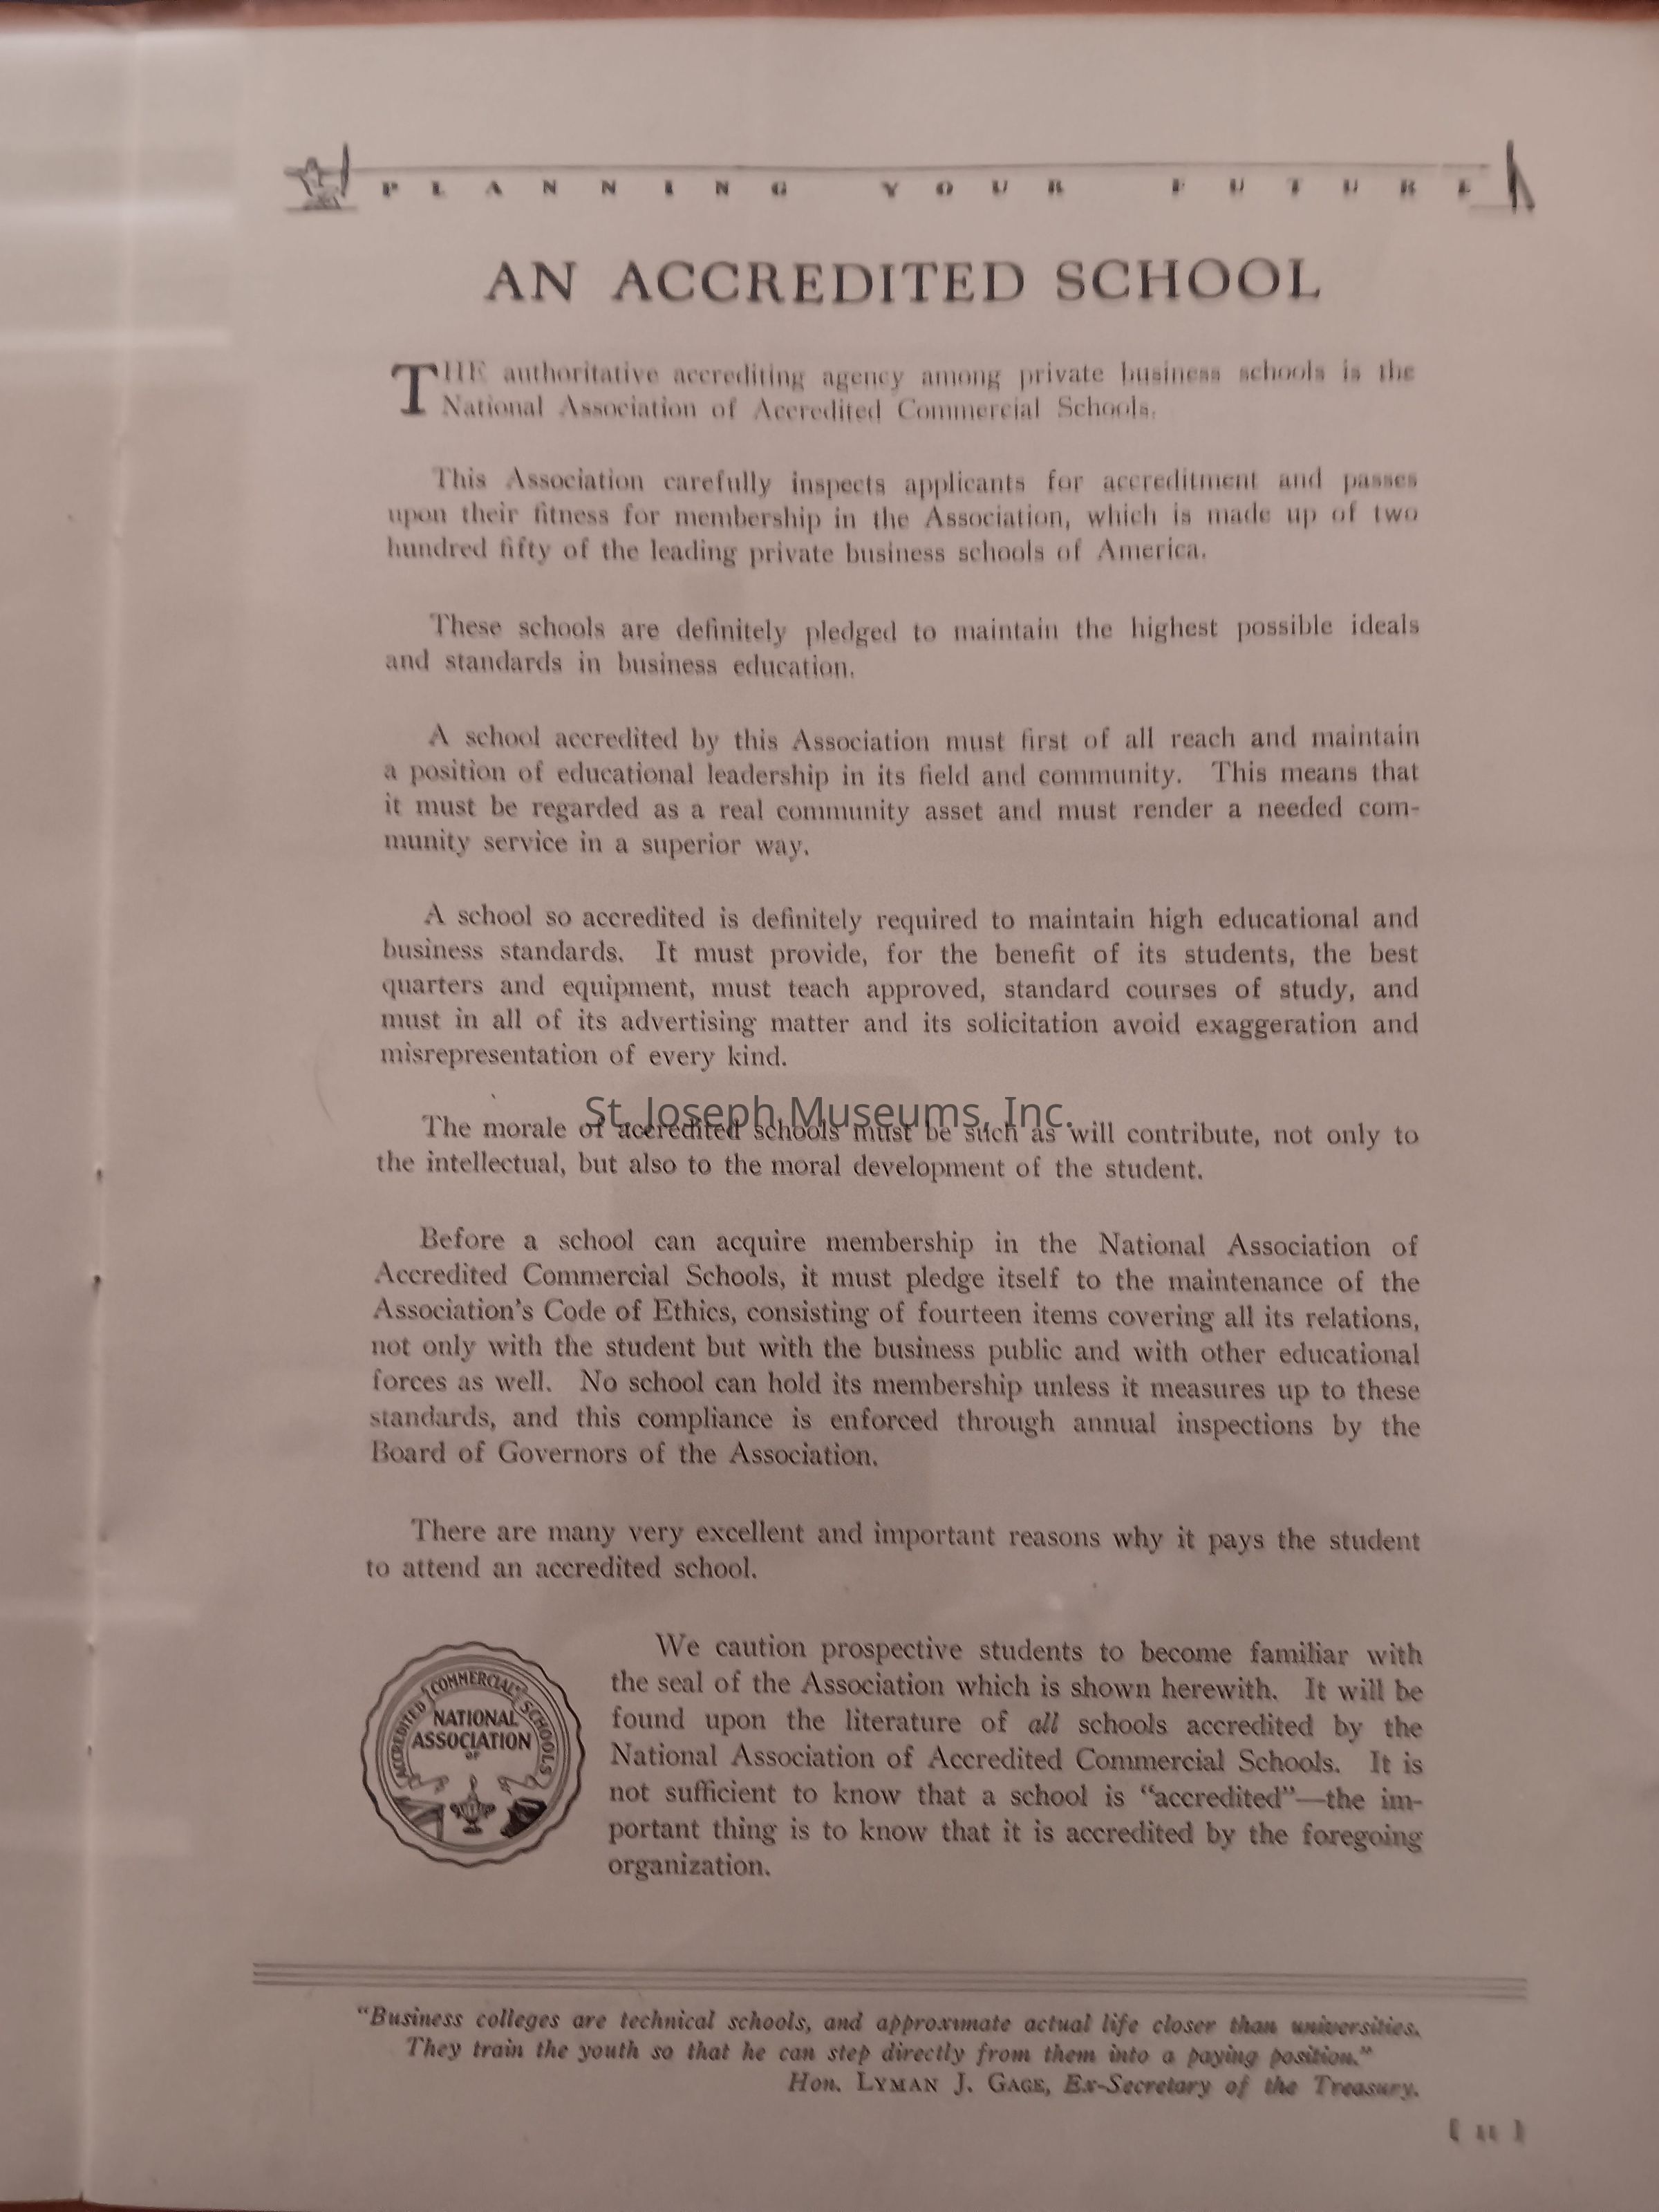 PLANNING YOUR FUTURE
AN ACCREDITED SCHOOL
THE authoritative accrediting agency among private business schools is the
National Association of Accredited Commercial Schools.
This Association carefully inspects applicants for accreditment and passes
upon their fitness for membership in the Association, which is made up of two
hundred fifty of the leading private business schools of America.
These schools are definitely pledged to maintain the highest possible ideals
and standards in business education.
A school accredited by this Association must first of all reach and maintain
a position of educational leadership in its field and community. This means that
it must be regarded as a real community asset and must render a needed com-
munity service in a superior way.
A school so accredited is definitely required to maintain high educational and
business standards. It must provide, for the benefit of its students, the best
quarters and equipment, must teach approved, standard courses of study, and
must in all of its advertising matter and its solicitation avoid exaggeration and
misrepresentation of every kind.
St. Joseph Museums, Inc.
The morale of accredited schools must be such as will contribute, not only to
the intellectual, but also to the moral development of the student.
Before a school can acquire membership in the National Association of
Accredited Commercial Schools, it must pledge itself to the maintenance of the
Association's Code of Ethics, consisting of fourteen items covering all its relations,
not only with the student but with the business public and with other educational
forces as well. No school can hold its membership unless it measures up to these
standards, and this compliance is enforced through annual inspections by the
Board of Governors of the Association.
There are many very excellent and important reasons why it pays the student
to attend an accredited school.
ACCREDITED COMMERCIAL SCHOOLS
NATIONAL
ASSOCIATION
OF
We caution prospective students to become familiar with
the seal of the Association which is shown herewith. It will be
found upon the literature of all schools accredited by the
National Association of Accredited Commercial Schools. It is
not sufficient to know that a school is “accredited”—the im-
portant thing is to know that it is accredited by the foregoing
organization.
“Business colleges are technical schools, and approximate actual life closer than universities.
They train the youth so that he can step directly from them into a paying position.”
Hon. LYMAN J. GAGE, Ex-Secretary of the Treasury.
[ 11 ]